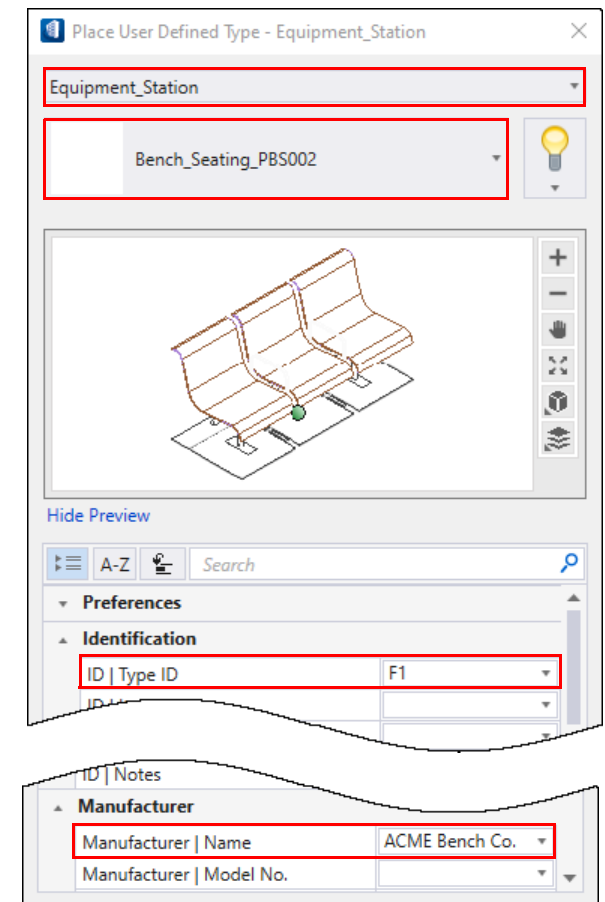 Place User Defined Type - Equipment_Station
Equipment_Station
Bench_Seating_PBS002
Hide Preview
A-Z Search
Preferences
Identification
ID | Type ID F1
ID | Notes
Manufacturer
Manufacturer | Name ACME Bench Co.
Manufacturer | Model No.